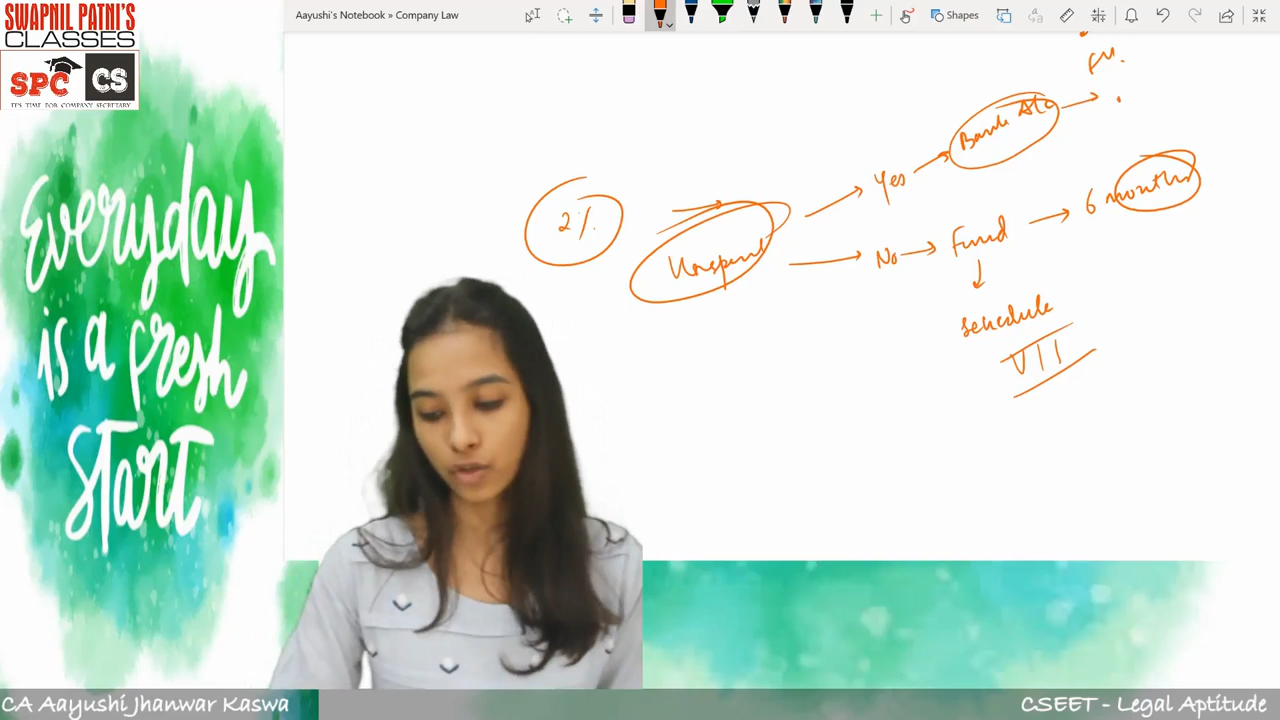 SWAPNIL PATNI'S
CLASSES
SPC CS
IT'S TIME FOR COMPANY SECRETARY
Aayushi's Notebook » Company Law
Shapes
Everyday
is a fresh
start
2%
Unspent
Yes
Bank A/c
No
Fund
6 months
schedule
VII
CA Aayushi Jhanwar Kaswa
CSEET - Legal Aptitude